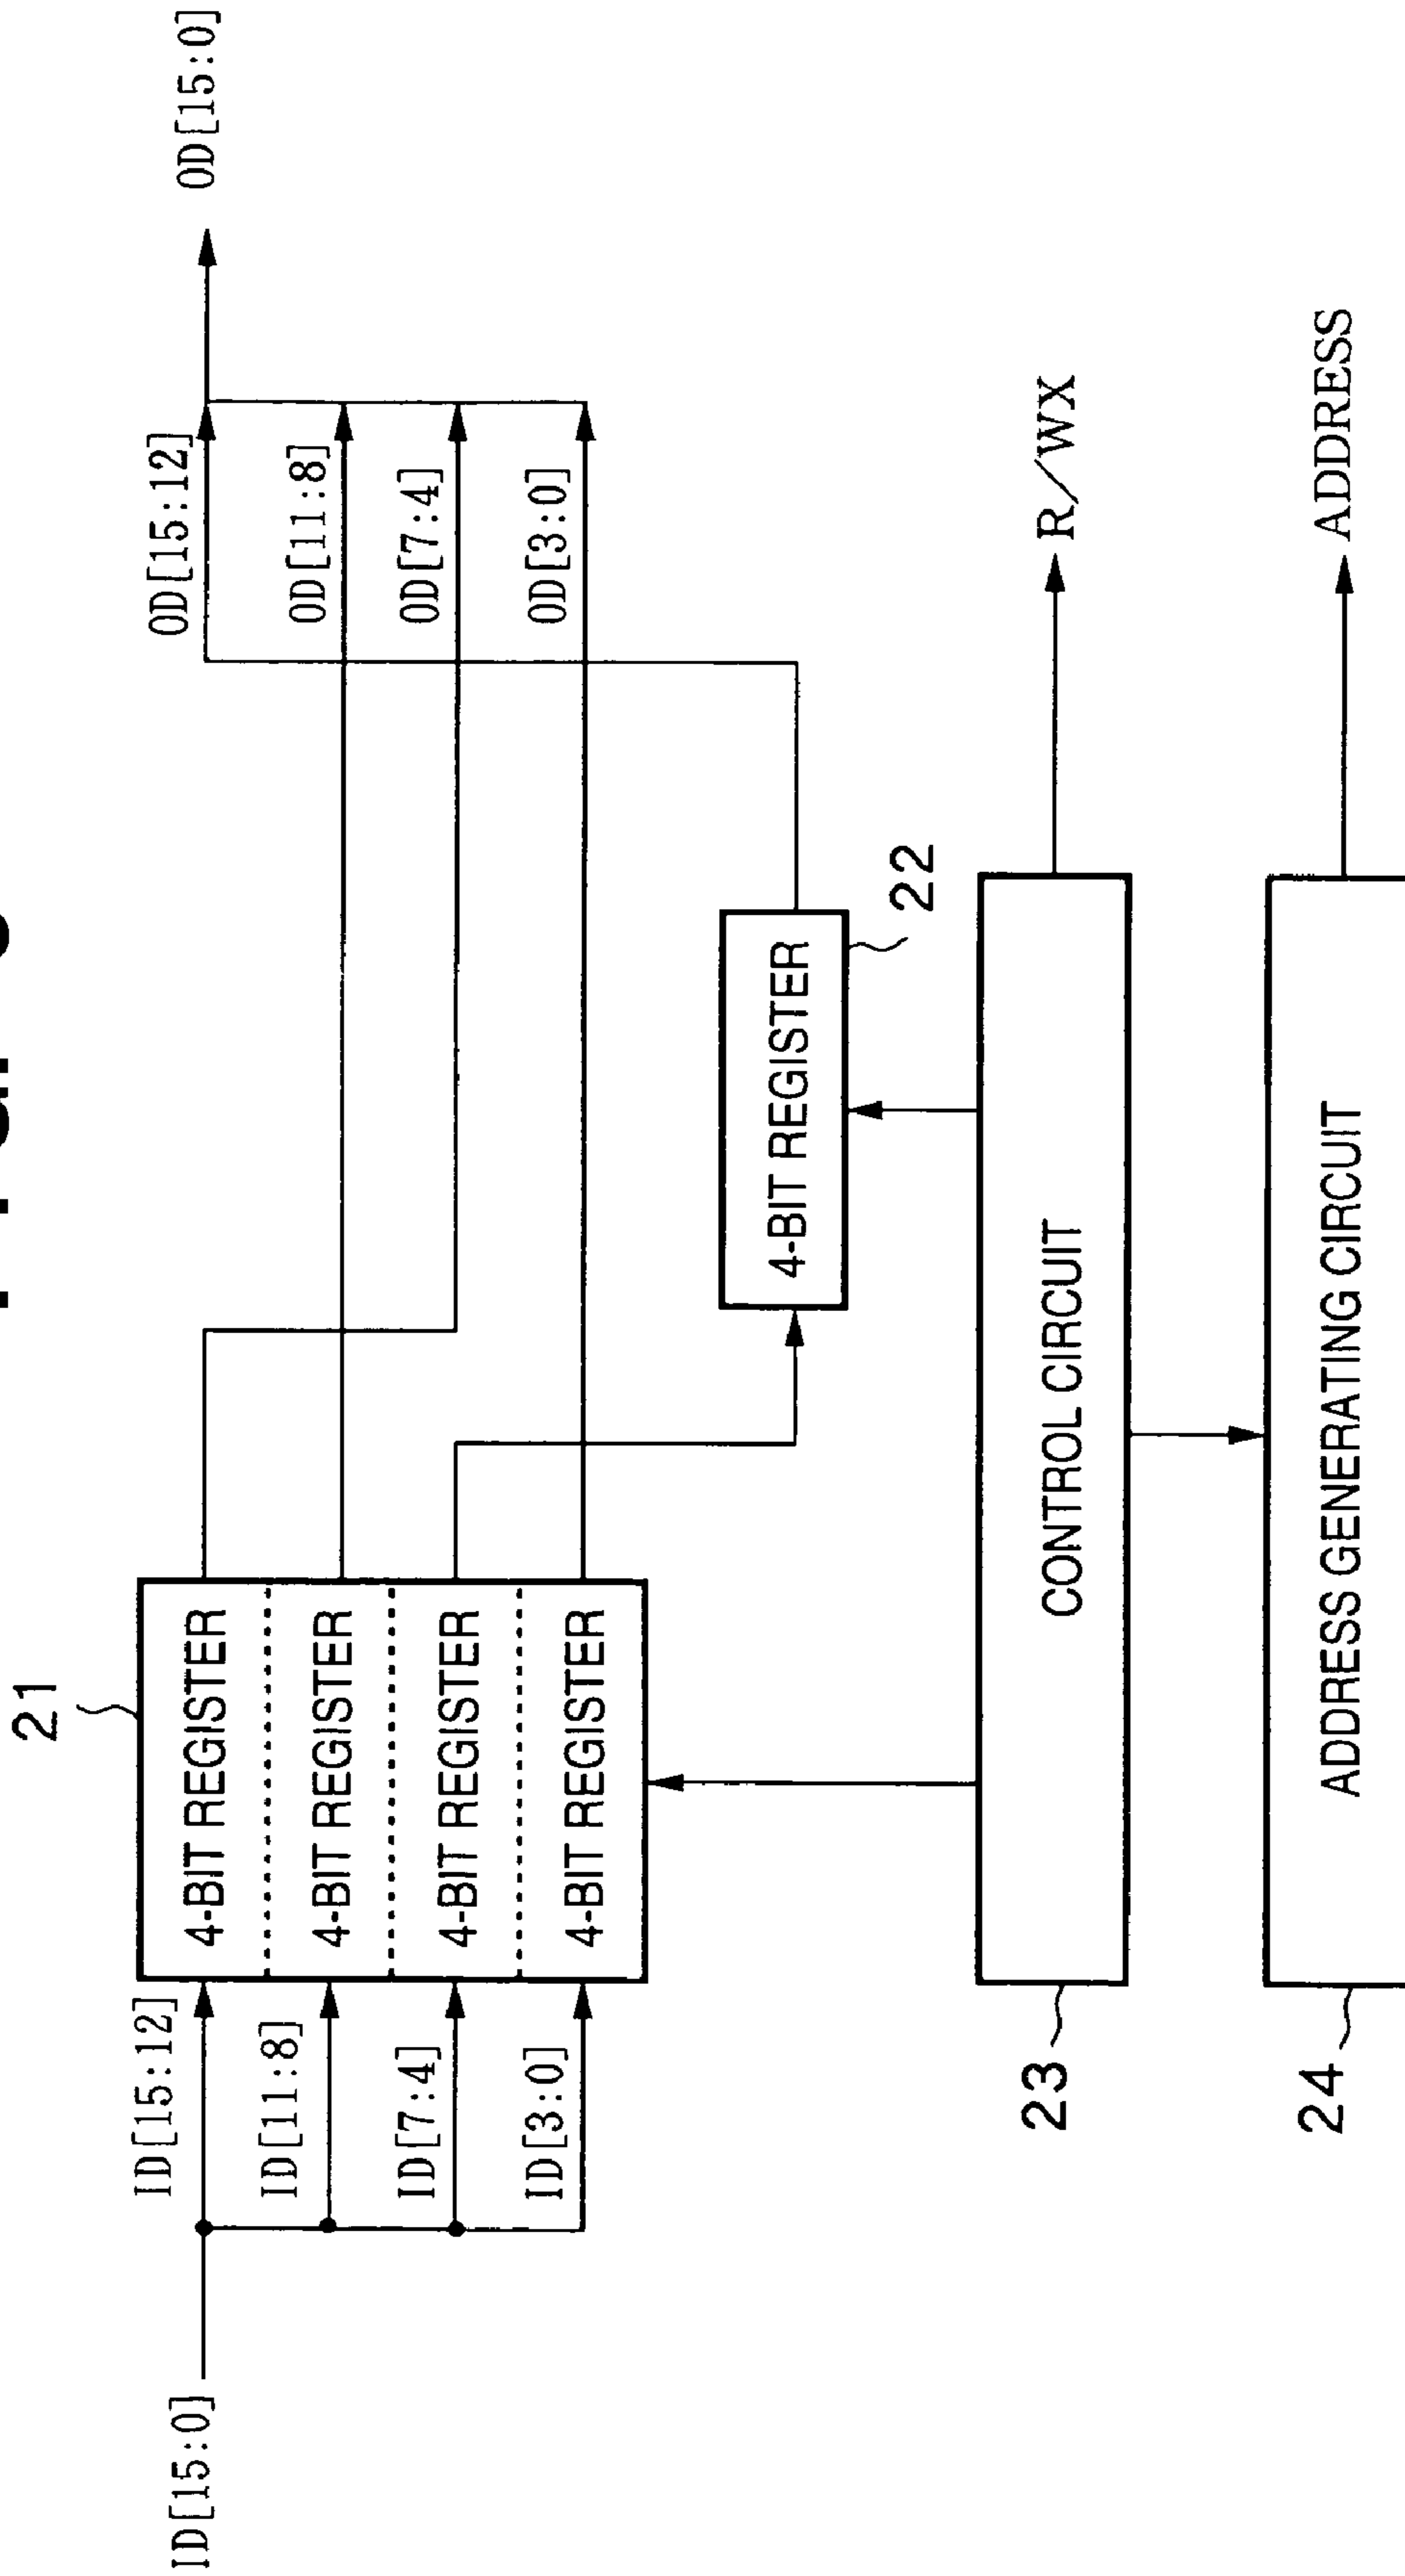 21
ID[15:0]
ID[15:12]
ID[11:8]
ID[7:4]
ID[3:0]
4-BIT REGISTER
4-BIT REGISTER
4-BIT REGISTER
4-BIT REGISTER
OD[15:12]
OD[11:8]
OD[7:4]
OD[3:0]
OD[15:0]
4-BIT REGISTER
22
23
CONTROL CIRCUIT
R/WX
24
ADDRESS GENERATING CIRCUIT
ADDRESS